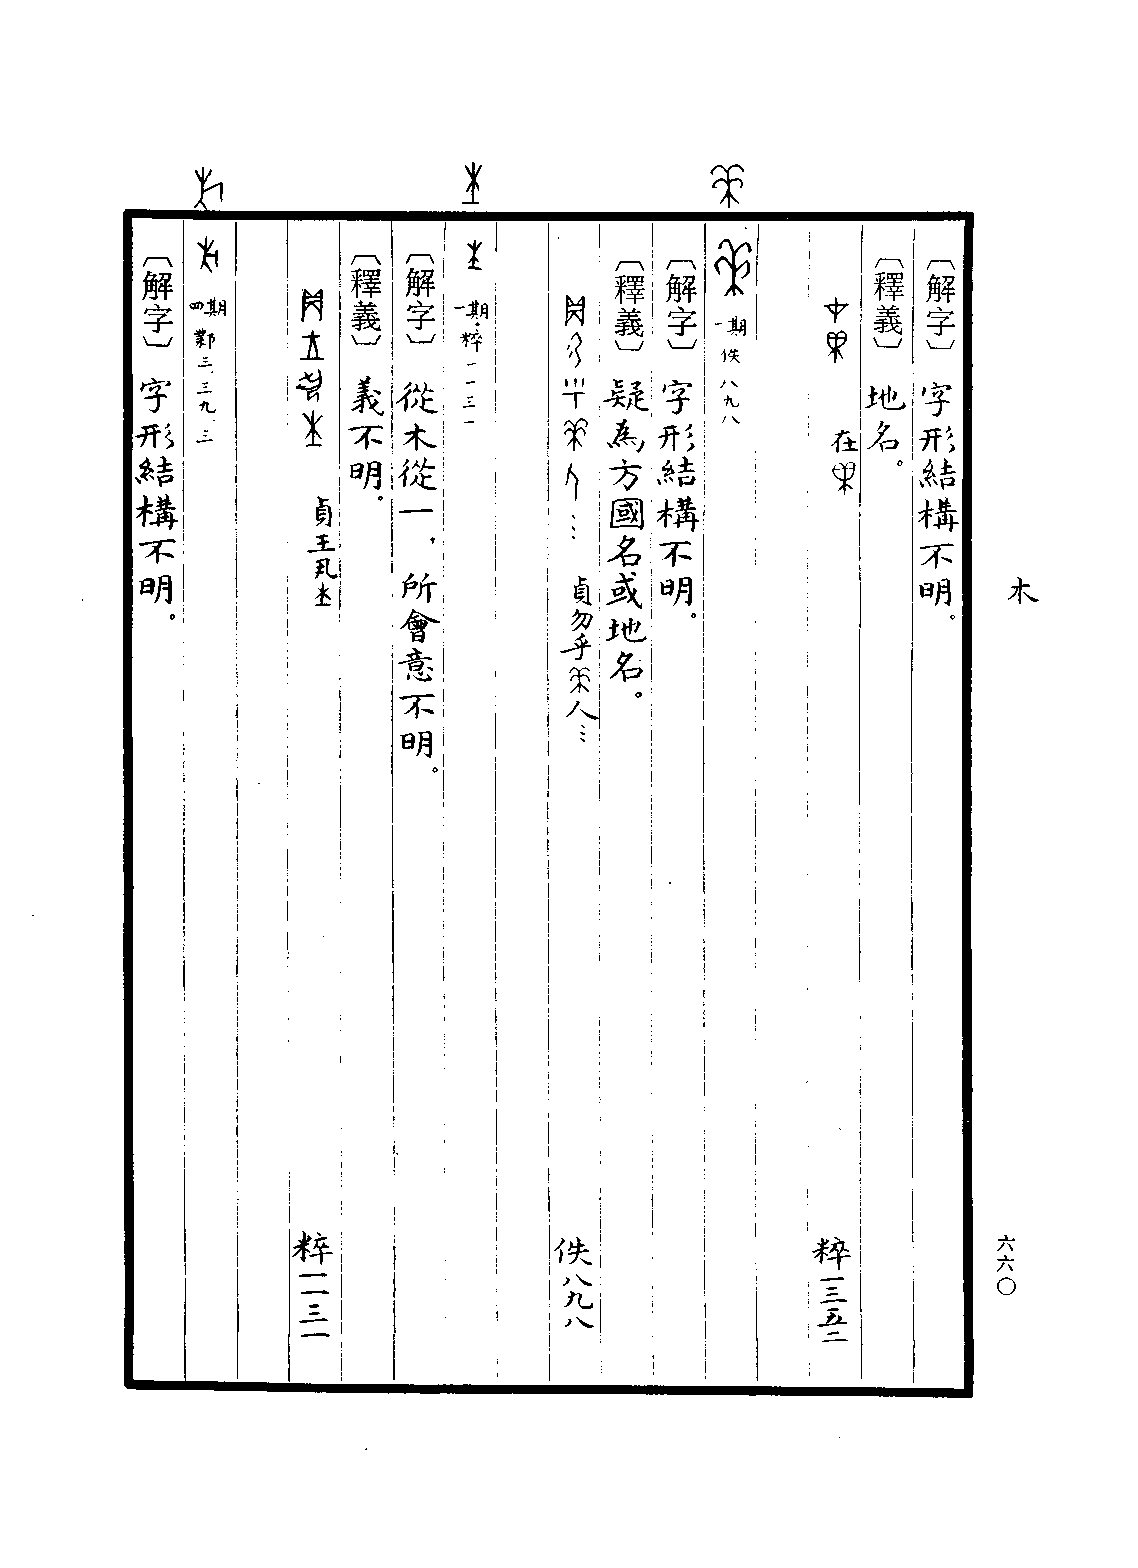 木
六六〇
〔解字〕字形結構不明。
〔釋義〕地名。
在 粹一三五二
一期 佚八九八
〔解字〕字形結構不明。
〔釋義〕疑爲方國名或地名。
貞勿乎 人… 佚八九八
一期 粹一一三一
〔解字〕從木從一，所會意不明。
〔釋義〕義不明。
貞王丮 粹一一三一
四期 鄴三、三九、三
〔解字〕字形結構不明。